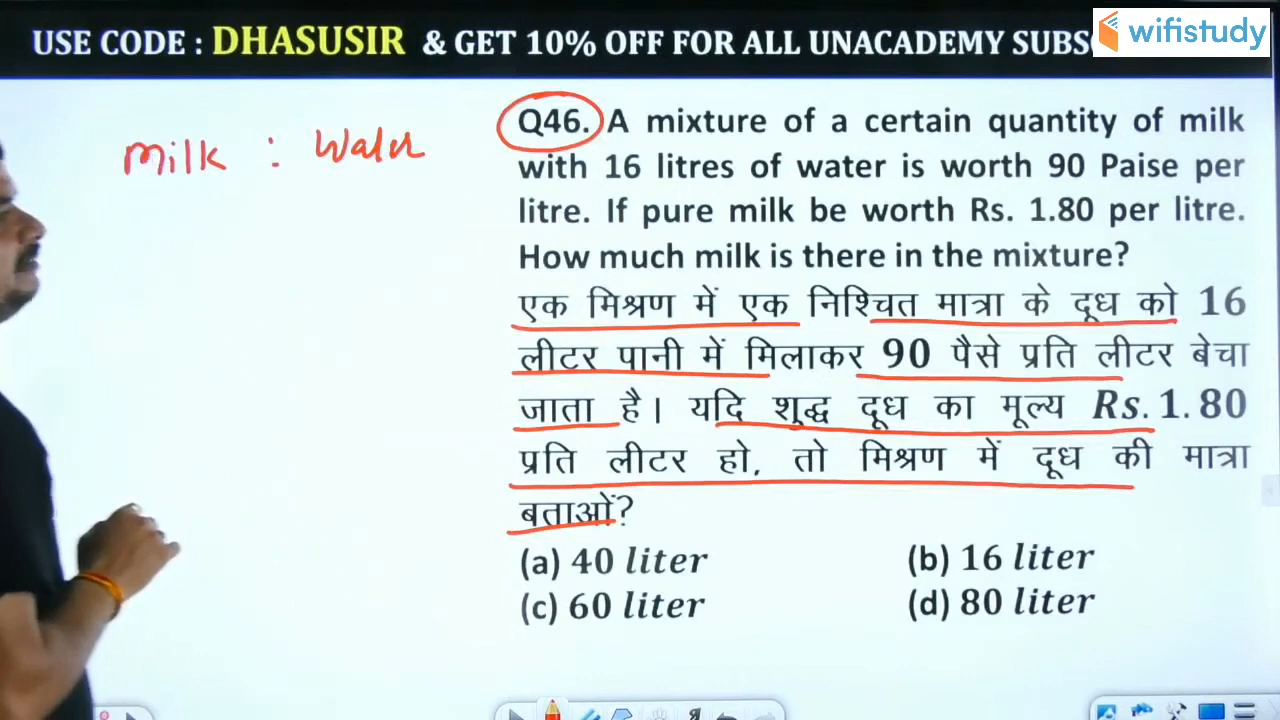 USE CODE : DHASUSIR & GET 10% OFF FOR ALL UNACADEMY SUBS
wifistudy
Milk : Water
Q46. A mixture of a certain quantity of milk
with 16 litres of water is worth 90 Paise per
litre. If pure milk be worth Rs. 1.80 per litre.
How much milk is there in the mixture?
एक मिश्रण में एक निश्चित मात्रा के दूध को 16
लीटर पानी में मिलाकर 90 पैसे प्रति लीटर बेचा
जाता है। यदि शुद्ध दूध का मूल्य Rs. 1.80
प्रति लीटर हो, तो मिश्रण में दूध की मात्रा
बताओं?
(a) 40 liter (b) 16 liter
(c) 60 liter (d) 80 liter